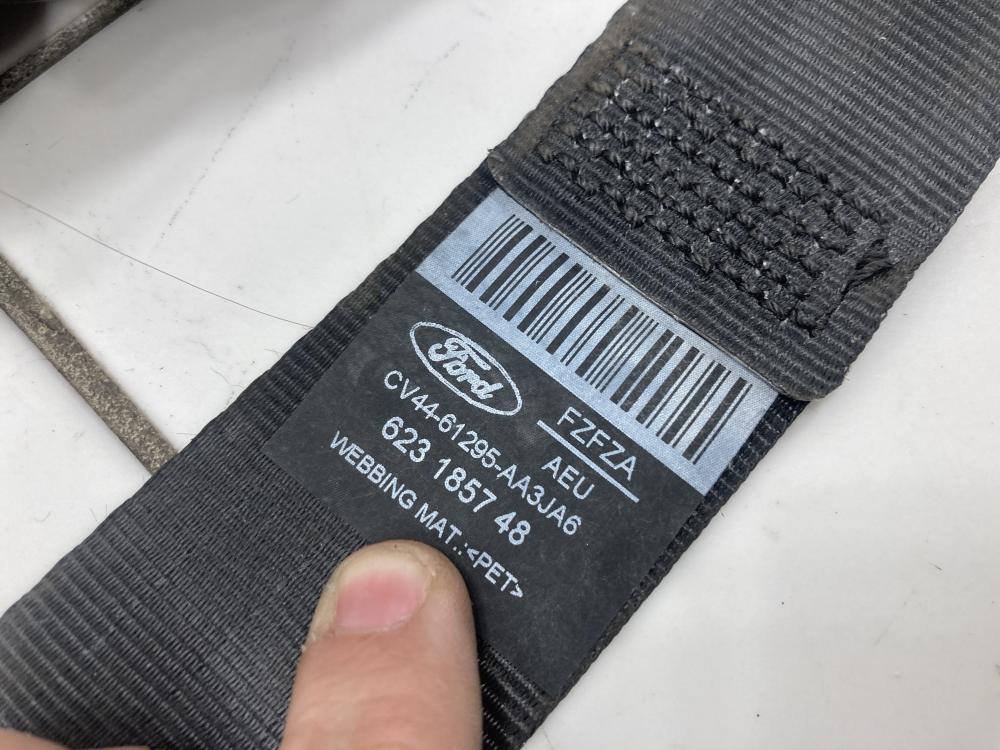 Ford
FZFZA
AEU
CV44-61295-AA3JA6
623 1857 48
WEBBING MAT.:<PET>